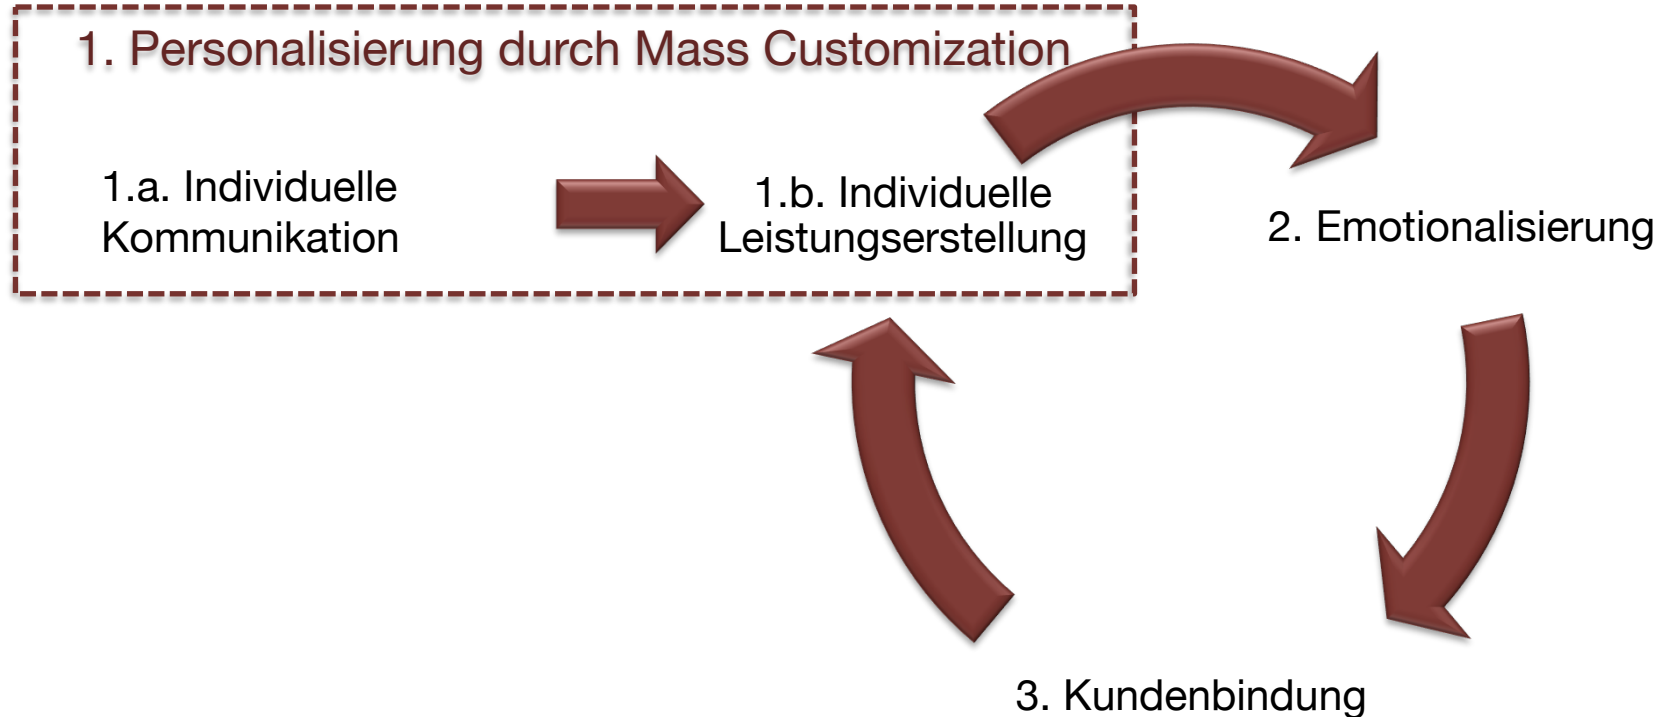 1. Personalisierung durch Mass Customization
1.a. Individuelle
Kommunikation
1.b. Individuelle
Leistungserstellung
2. Emotionalisierung
3. Kundenbindung